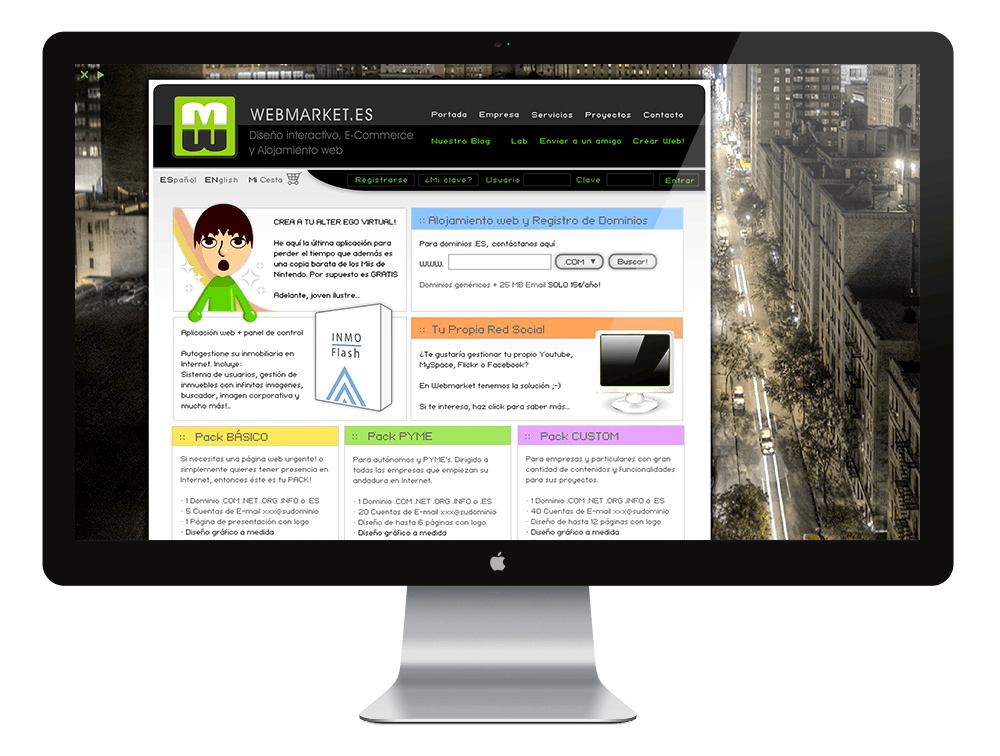 MW
WEBMARKET.ES
Diseño interactivo, E-Commerce
y Alojamiento web
Portada Empresa Servicios Proyectos Contacto
Nuestro Blog Lab Enviar a un amigo Crear Web!
ESpañol ENglish Mi Cesta
Registrarse ¿Mi clave? Usuario Clave Entrar
CREA A TU ALTER EGO VIRTUAL!
He aquí la última aplicación para
perder el tiempo que además es
una copia barata de los Miis de
Nintendo. Por supuesto es GRATIS
Adelante, joven ilustre...
:: Alojamiento web y Registro de Dominios
Para dominios .ES, contáctanos aquí
www. .COM ▼ Buscar!
Dominios genéricos + 25 MB Email SOLO 15€/año!
Aplicación web + panel de control
Autogestione su inmobiliaria en
Internet. Incluye:
Sistema de usuarios, gestión de
inmuebles con infinitas imagenes,
buscador, imagen corporativa y
mucho más!..
INMO
Flash
:: Tu Propia Red Social
¿Te gustaría gestionar tu propio Youtube,
MySpace, Flickr o Facebook?
En Webmarket tenemos la solución ;-)
Si te interesa, haz click para saber más...
:: Pack BÁSICO
Si necesitas una página web urgente! o
simplemente quieres tener presencia en
Internet, entonces éste es tu PACK!
· 1 Dominio .COM .NET .ORG .INFO o .ES
· 5 Cuentas de E-mail xxx@sudominio
· 1 Página de presentación con logo
· Diseño gráfico a medida
:: Pack PYME
Para autónomos y PYME's. Dirigido a
todas las empresas que empiezan su
andadura en Internet.
· 1 Dominio .COM .NET .ORG .INFO o .ES
· 20 Cuentas de E-mail xxx@sudominio
· Diseño de hasta 6 páginas con logo
· Diseño gráfico a medida
:: Pack CUSTOM
Para empresas y particulares con gran
cantidad de contenidos y funcionalidades
para sus proyectos.
· 1 Dominio .COM .NET .ORG .INFO o .ES
· 40 Cuentas de E-mail xxx@sudominio
· Diseño de hasta 12 páginas con logo
· Diseño gráfico a medida